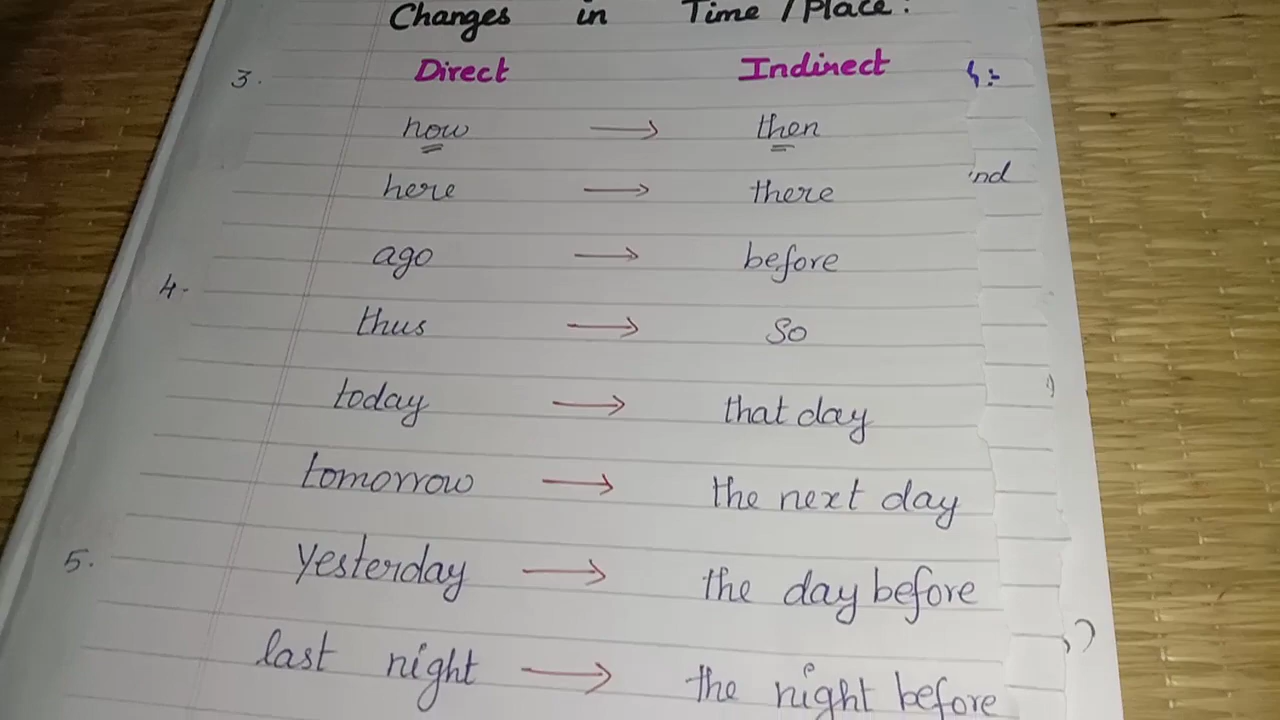 Changes in Time / Place :
3. Direct Indirect
now → then
here → there
ago → before
4. thus → so
today → that day
tomorrow → the next day
5. yesterday → the day before
last night → the night before